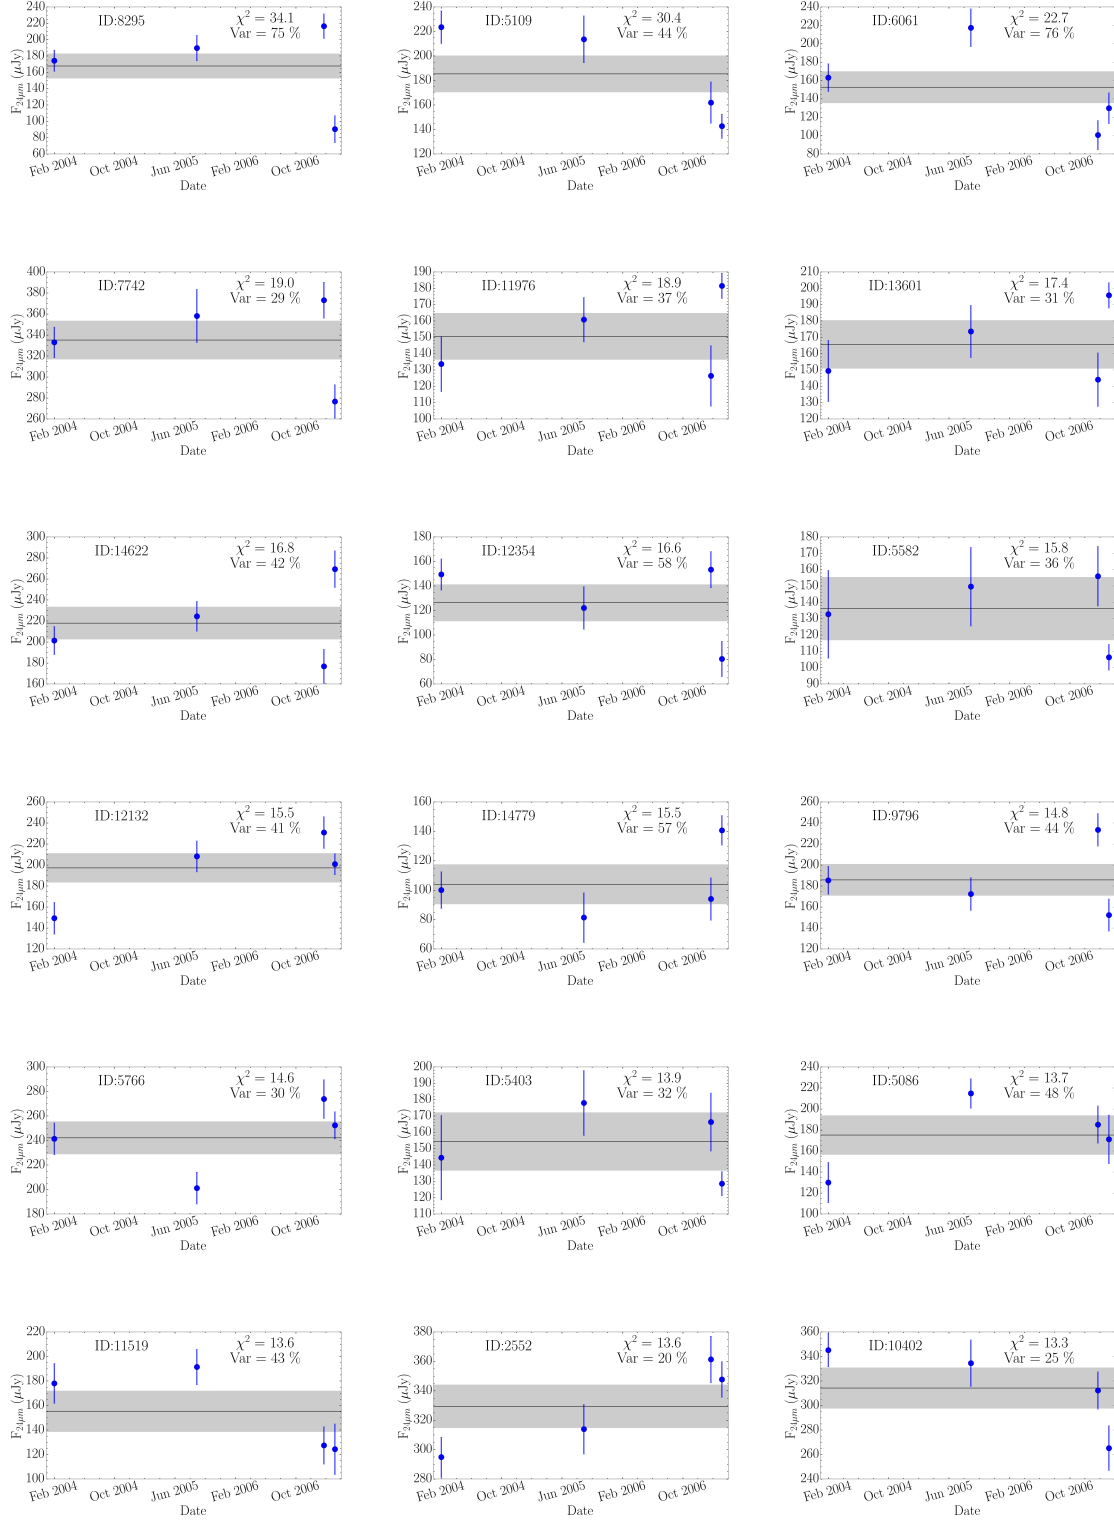 ID:8295
χ² = 34.1
Var = 75 %
F₂₄μm (μJy)
240
220
200
180
160
140
120
100
80
60
Feb 2004 Oct 2004 Jun 2005 Feb 2006 Oct 2006
Date
ID:5109
χ² = 30.4
Var = 44 %
F₂₄μm (μJy)
240
220
200
180
160
140
120
Feb 2004 Oct 2004 Jun 2005 Feb 2006 Oct 2006
Date
ID:6061
χ² = 22.7
Var = 76 %
F₂₄μm (μJy)
240
220
200
180
160
140
120
100
80
Feb 2004 Oct 2004 Jun 2005 Feb 2006 Oct 2006
Date
ID:7742
χ² = 19.0
Var = 29 %
F₂₄μm (μJy)
400
380
360
340
320
300
280
260
Feb 2004 Oct 2004 Jun 2005 Feb 2006 Oct 2006
Date
ID:11976
χ² = 18.9
Var = 37 %
F₂₄μm (μJy)
190
180
170
160
150
140
130
120
110
100
Feb 2004 Oct 2004 Jun 2005 Feb 2006 Oct 2006
Date
ID:13601
χ² = 17.4
Var = 31 %
F₂₄μm (μJy)
210
200
190
180
170
160
150
140
130
120
Feb 2004 Oct 2004 Jun 2005 Feb 2006 Oct 2006
Date
ID:14622
χ² = 16.8
Var = 42 %
F₂₄μm (μJy)
300
280
260
240
220
200
180
160
Feb 2004 Oct 2004 Jun 2005 Feb 2006 Oct 2006
Date
ID:12354
χ² = 16.6
Var = 58 %
F₂₄μm (μJy)
180
160
140
120
100
80
60
Feb 2004 Oct 2004 Jun 2005 Feb 2006 Oct 2006
Date
ID:5582
χ² = 15.8
Var = 36 %
F₂₄μm (μJy)
180
170
160
150
140
130
120
110
100
90
Feb 2004 Oct 2004 Jun 2005 Feb 2006 Oct 2006
Date
ID:12132
χ² = 15.5
Var = 41 %
F₂₄μm (μJy)
260
240
220
200
180
160
140
120
Feb 2004 Oct 2004 Jun 2005 Feb 2006 Oct 2006
Date
ID:14779
χ² = 15.5
Var = 57 %
F₂₄μm (μJy)
160
140
120
100
80
60
Feb 2004 Oct 2004 Jun 2005 Feb 2006 Oct 2006
Date
ID:9796
χ² = 14.8
Var = 44 %
F₂₄μm (μJy)
260
240
220
200
180
160
140
120
Feb 2004 Oct 2004 Jun 2005 Feb 2006 Oct 2006
Date
ID:5766
χ² = 14.6
Var = 30 %
F₂₄μm (μJy)
300
280
260
240
220
200
180
Feb 2004 Oct 2004 Jun 2005 Feb 2006 Oct 2006
Date
ID:5403
χ² = 13.9
Var = 32 %
F₂₄μm (μJy)
200
190
180
170
160
150
140
130
120
110
Feb 2004 Oct 2004 Jun 2005 Feb 2006 Oct 2006
Date
ID:5086
χ² = 13.7
Var = 48 %
F₂₄μm (μJy)
240
220
200
180
160
140
120
100
Feb 2004 Oct 2004 Jun 2005 Feb 2006 Oct 2006
Date
ID:11519
χ² = 13.6
Var = 43 %
F₂₄μm (μJy)
220
200
180
160
140
120
100
Feb 2004 Oct 2004 Jun 2005 Feb 2006 Oct 2006
Date
ID:2552
χ² = 13.6
Var = 20 %
F₂₄μm (μJy)
380
360
340
320
300
280
Feb 2004 Oct 2004 Jun 2005 Feb 2006 Oct 2006
Date
ID:10402
χ² = 13.3
Var = 25 %
F₂₄μm (μJy)
360
340
320
300
280
260
240
Feb 2004 Oct 2004 Jun 2005 Feb 2006 Oct 2006
Date